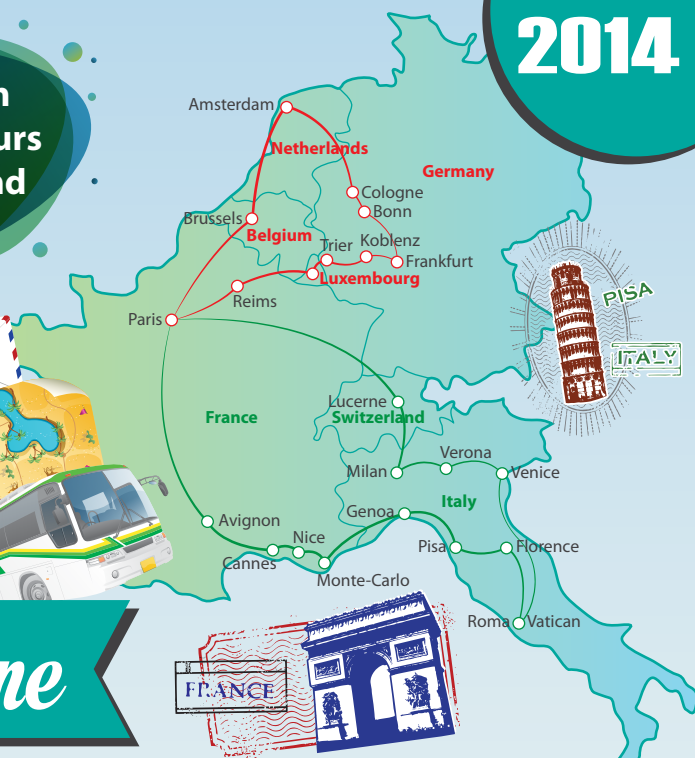 2014
n
urs
nd
Amsterdam
Netherlands
Germany
Cologne
Bonn
Brussels
Belgium
Trier
Koblenz
Frankfurt
Luxembourg
Reims
Paris
PISA
ITALY
Lucerne
France
Switzerland
Verona
Milan
Venice
Italy
Genoa
Avignon
Nice
Pisa
Florence
Cannes
Monte-Carlo
Roma
Vatican
ne
FRANCE